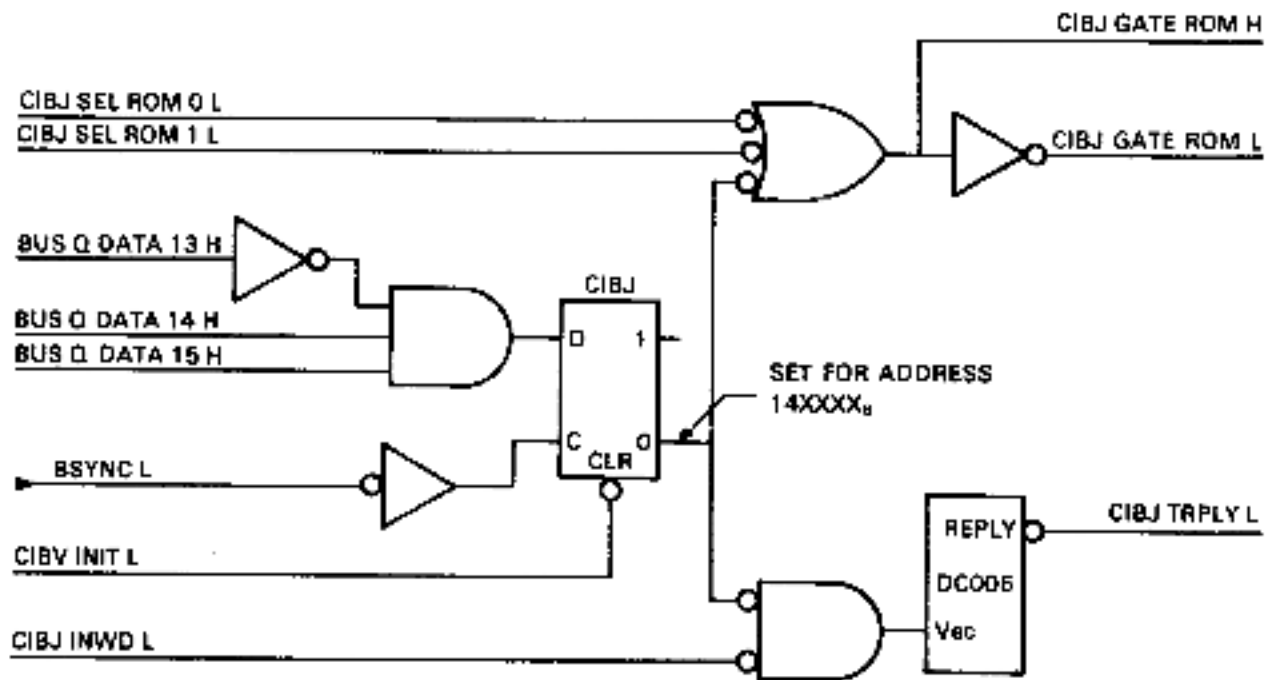 CIBJ GATE ROM H
CIBJ SEL ROM 0 L
CIBJ SEL ROM 1 L
CIBJ GATE ROM L
BUS Q DATA 13 H
BUS Q DATA 14 H
BUS Q DATA 15 H
CIBJ
D 1
C 0
CLR
SET FOR ADDRESS
14XXXX₈
BSYNC L
CIBV INIT L
CIBJ INWD L
REPLY
DC006
Vec
CIBJ TRPLY L